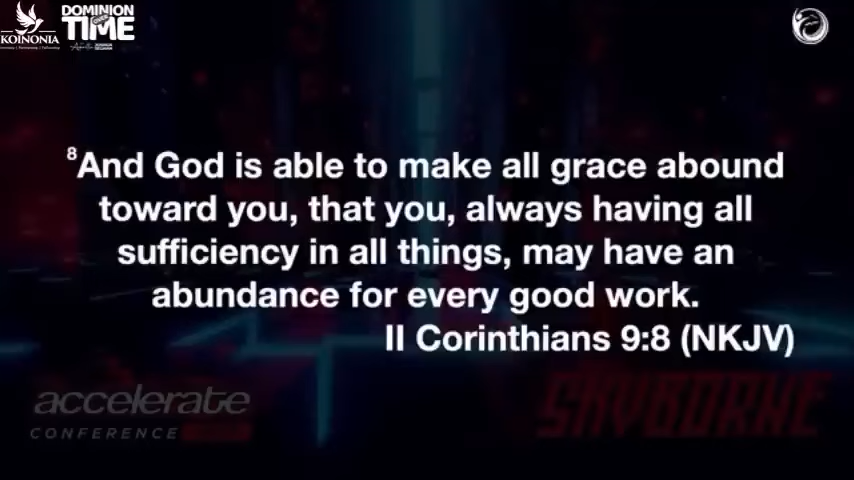 KOINONIA
DOMINION
OVER
TIME
⁸And God is able to make all grace abound
toward you, that you, always having all
sufficiency in all things, may have an
abundance for every good work.
II Corinthians 9:8 (NKJV)
accelerate
CONFERENCE
SKYBORNE